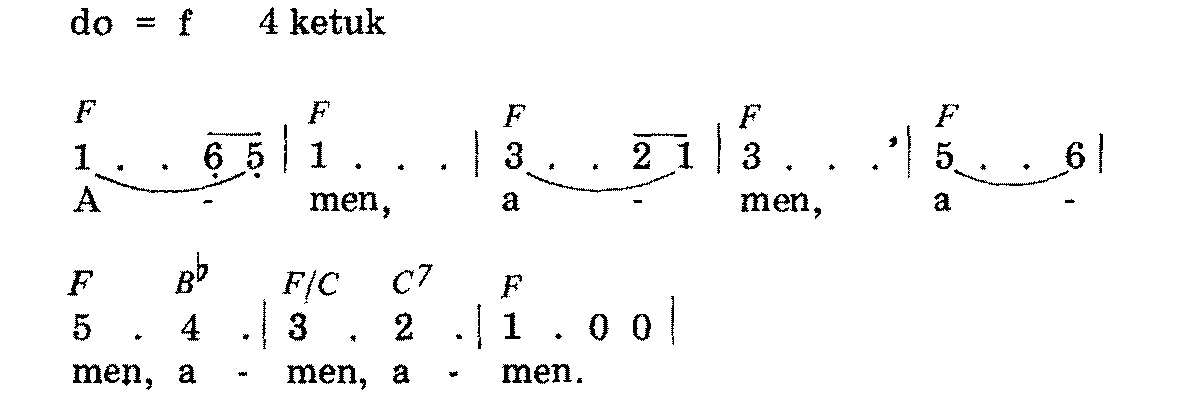 do = f 4 ketuk
F F F F F
1 . . 6̣ 5̣ | 1 . . . | 3 . . 2 1 | 3 . . . ’ | 5 . . 6 |
A - men, a - men, a -
F B♭ F/C C7 F
5 . 4 . | 3 . 2 . | 1 . 0 0 |
men, a - men, a - men.